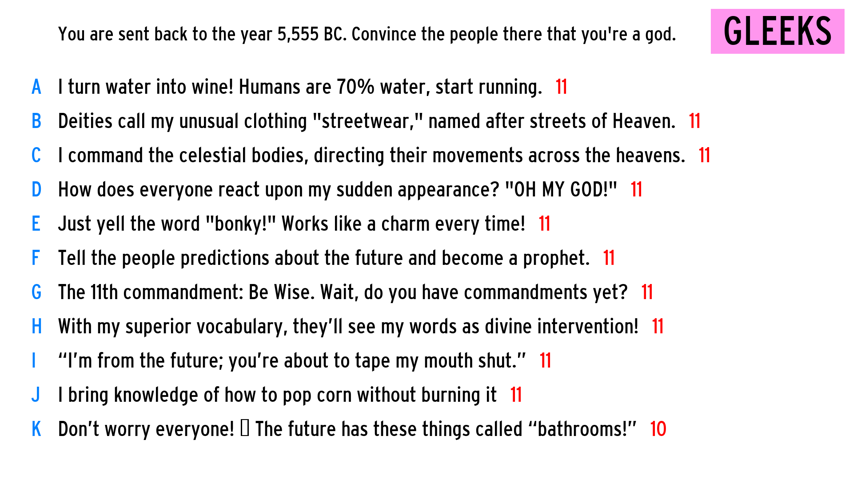 You are sent back to the year 5,555 BC. Convince the people there that you're a god.
GLEEKS
A I turn water into wine! Humans are 70% water, start running. 11
B Deities call my unusual clothing "streetwear," named after streets of Heaven. 11
C I command the celestial bodies, directing their movements across the heavens. 11
D How does everyone react upon my sudden appearance? "OH MY GOD!" 11
E Just yell the word "bonky!" Works like a charm every time! 11
F Tell the people predictions about the future and become a prophet. 11
G The 11th commandment: Be Wise. Wait, do you have commandments yet? 11
H With my superior vocabulary, they’ll see my words as divine intervention! 11
I “I’m from the future; you’re about to tape my mouth shut.” 11
J I bring knowledge of how to pop corn without burning it 11
K Don’t worry everyone! ▯ The future has these things called “bathrooms!” 10